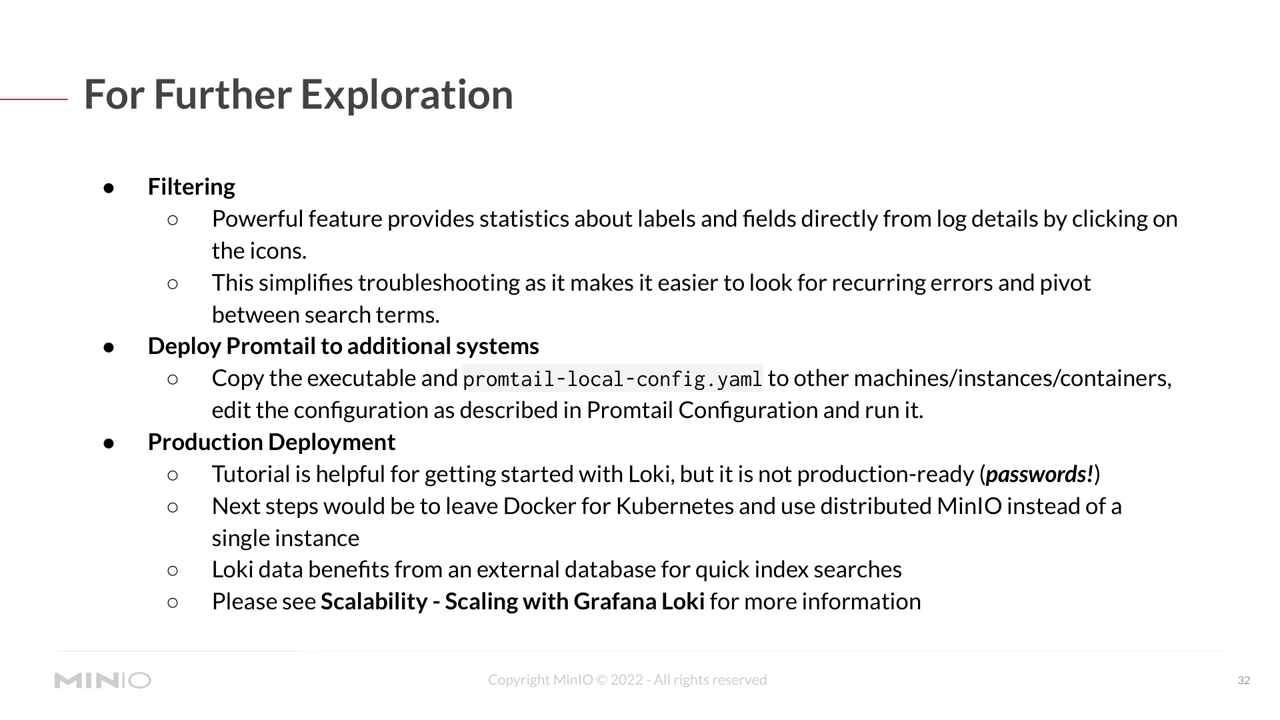 For Further Exploration
● Filtering
○ Powerful feature provides statistics about labels and fields directly from log details by clicking on
the icons.
○ This simplifies troubleshooting as it makes it easier to look for recurring errors and pivot
between search terms.
● Deploy Promtail to additional systems
○ Copy the executable and promtail-local-config.yaml to other machines/instances/containers,
edit the configuration as described in Promtail Configuration and run it.
● Production Deployment
○ Tutorial is helpful for getting started with Loki, but it is not production-ready (passwords!)
○ Next steps would be to leave Docker for Kubernetes and use distributed MinIO instead of a
single instance
○ Loki data benefits from an external database for quick index searches
○ Please see Scalability - Scaling with Grafana Loki for more information
MINIO
Copyright MinIO © 2022 - All rights reserved
32